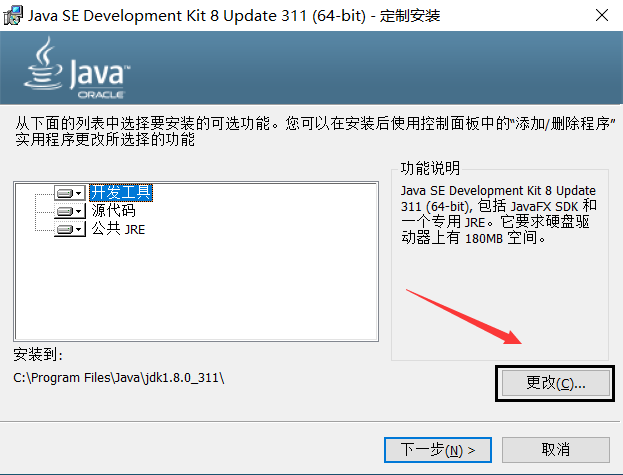 Java SE Development Kit 8 Update 311 (64-bit) - 定制安装
Java™
ORACLE
从下面的列表中选择要安装的可选功能。您可以在安装后使用控制面板中的“添加/删除程序”
实用程序更改所选择的功能
开发工具
源代码
公共 JRE
功能说明
Java SE Development Kit 8 Update
311 (64-bit), 包括 JavaFX SDK 和
一个专用 JRE。它要求硬盘驱
动器上有 180MB 空间。
安装到:
C:\Program Files\Java\jdk1.8.0_311\
更改(C)...
下一步(N) >
取消